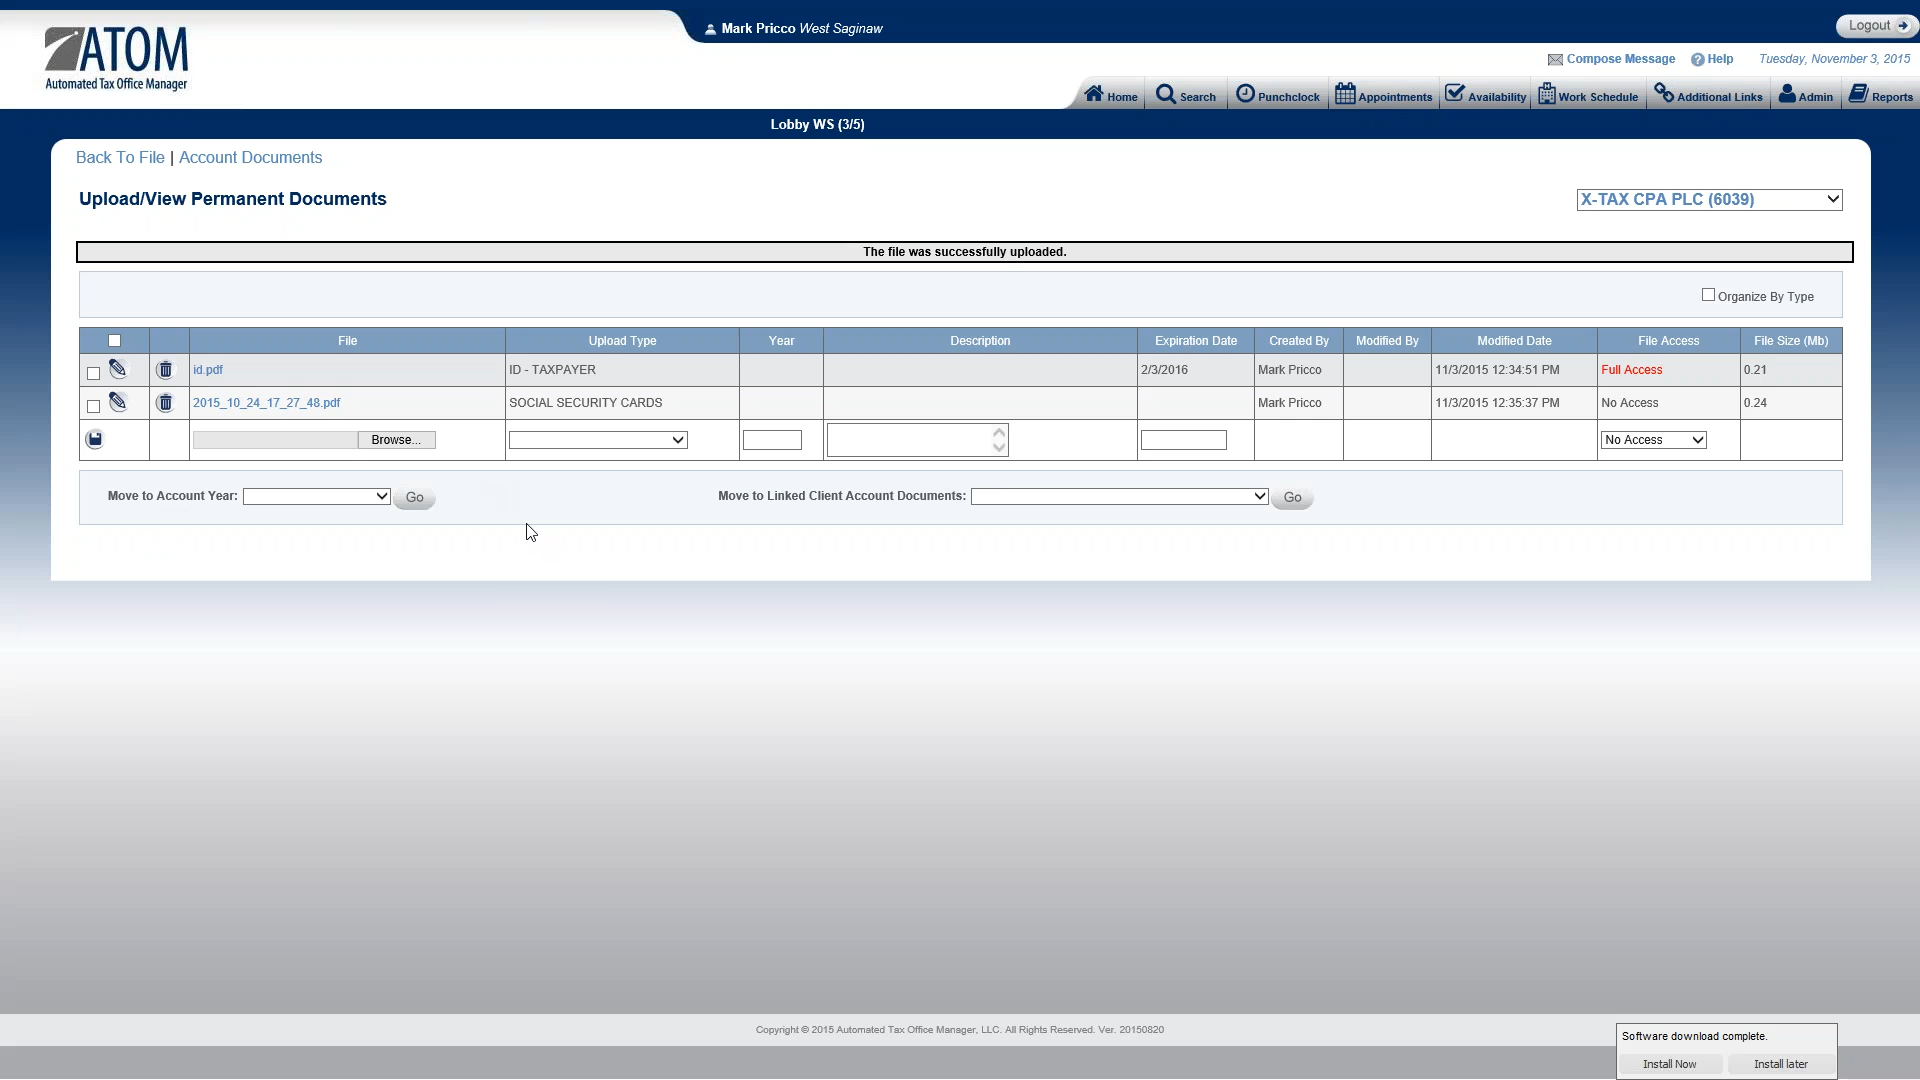 ATOM
Automated Tax Office Manager
Mark Pricco West Saginaw
Logout
Compose Message Help Tuesday, November 3, 2015
Home Search Punchclock Appointments Availability Work Schedule Additional Links Admin Reports
Lobby WS (3/5)
Back To File | Account Documents
Upload/View Permanent Documents
X-TAX CPA PLC (6039)
The file was successfully uploaded.
Organize By Type
File Upload Type Year Description Expiration Date Created By Modified By Modified Date File Access File Size (Mb)
id.pdf ID - TAXPAYER 2/3/2016 Mark Pricco 11/3/2015 12:34:51 PM Full Access 0.21
2015_10_24_17_27_48.pdf SOCIAL SECURITY CARDS Mark Pricco 11/3/2015 12:35:37 PM No Access 0.24
Browse... No Access
Move to Account Year: Go Move to Linked Client Account Documents: Go
Copyright © 2015 Automated Tax Office Manager, LLC. All Rights Reserved. Ver. 20150820
Software download complete.
Install Now Install later